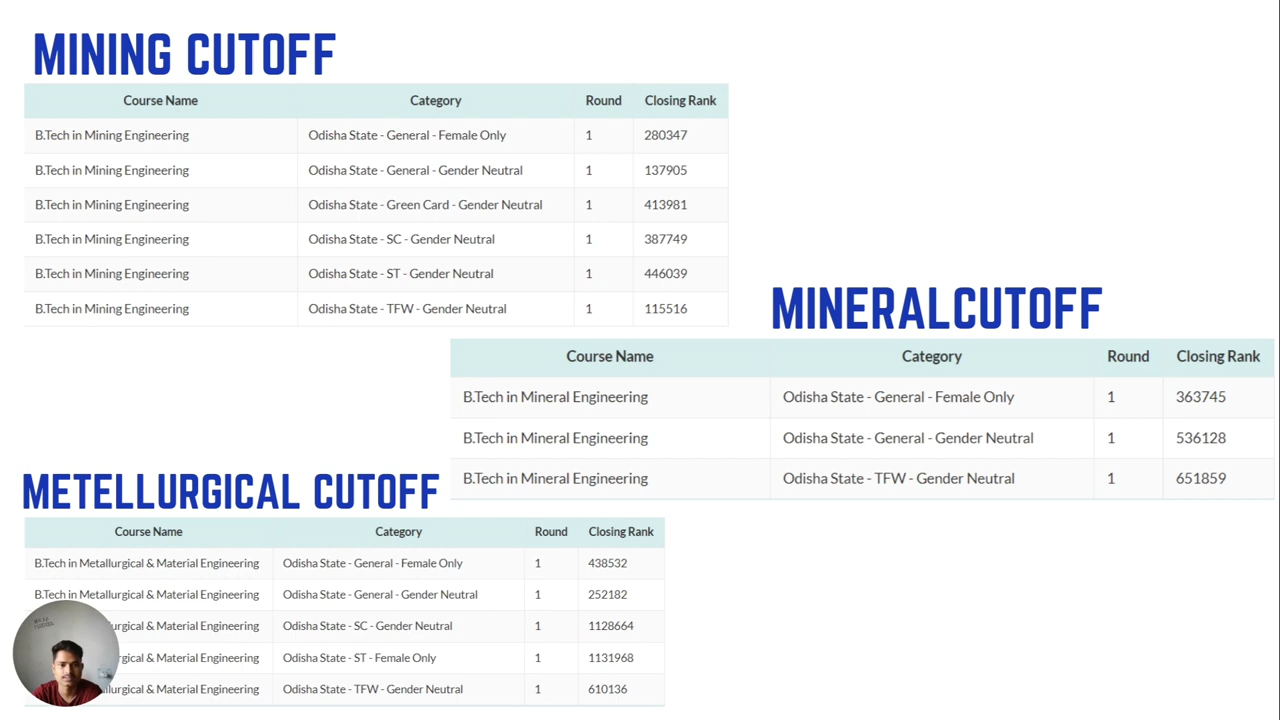 MINING CUTOFF
Course Name Category Round Closing Rank
B.Tech in Mining Engineering Odisha State - General - Female Only 1 280347
B.Tech in Mining Engineering Odisha State - General - Gender Neutral 1 137905
B.Tech in Mining Engineering Odisha State - Green Card - Gender Neutral 1 413981
B.Tech in Mining Engineering Odisha State - SC - Gender Neutral 1 387749
B.Tech in Mining Engineering Odisha State - ST - Gender Neutral 1 446039
B.Tech in Mining Engineering Odisha State - TFW - Gender Neutral 1 115516
MINERALCUTOFF
Course Name Category Round Closing Rank
B.Tech in Mineral Engineering Odisha State - General - Female Only 1 363745
B.Tech in Mineral Engineering Odisha State - General - Gender Neutral 1 536128
B.Tech in Mineral Engineering Odisha State - TFW - Gender Neutral 1 651859
METELLURGICAL CUTOFF
Course Name Category Round Closing Rank
B.Tech in Metallurgical & Material Engineering Odisha State - General - Female Only 1 438532
B.Tech in Metallurgical & Material Engineering Odisha State - General - Gender Neutral 1 252182
& Material Engineering Odisha State - SC - Gender Neutral 1 1128664
& Material Engineering Odisha State - ST - Female Only 1 1131968
& Material Engineering Odisha State - TFW - Gender Neutral 1 610136